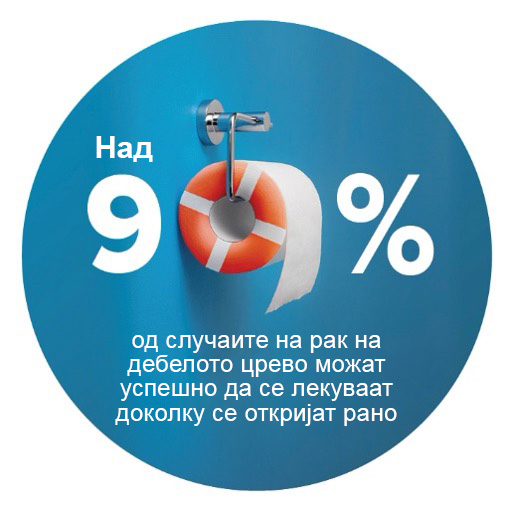 Над
90%
од случаите на рак на
дебелото црево можат
успешно да се лекуваат
доколку се откријат рано